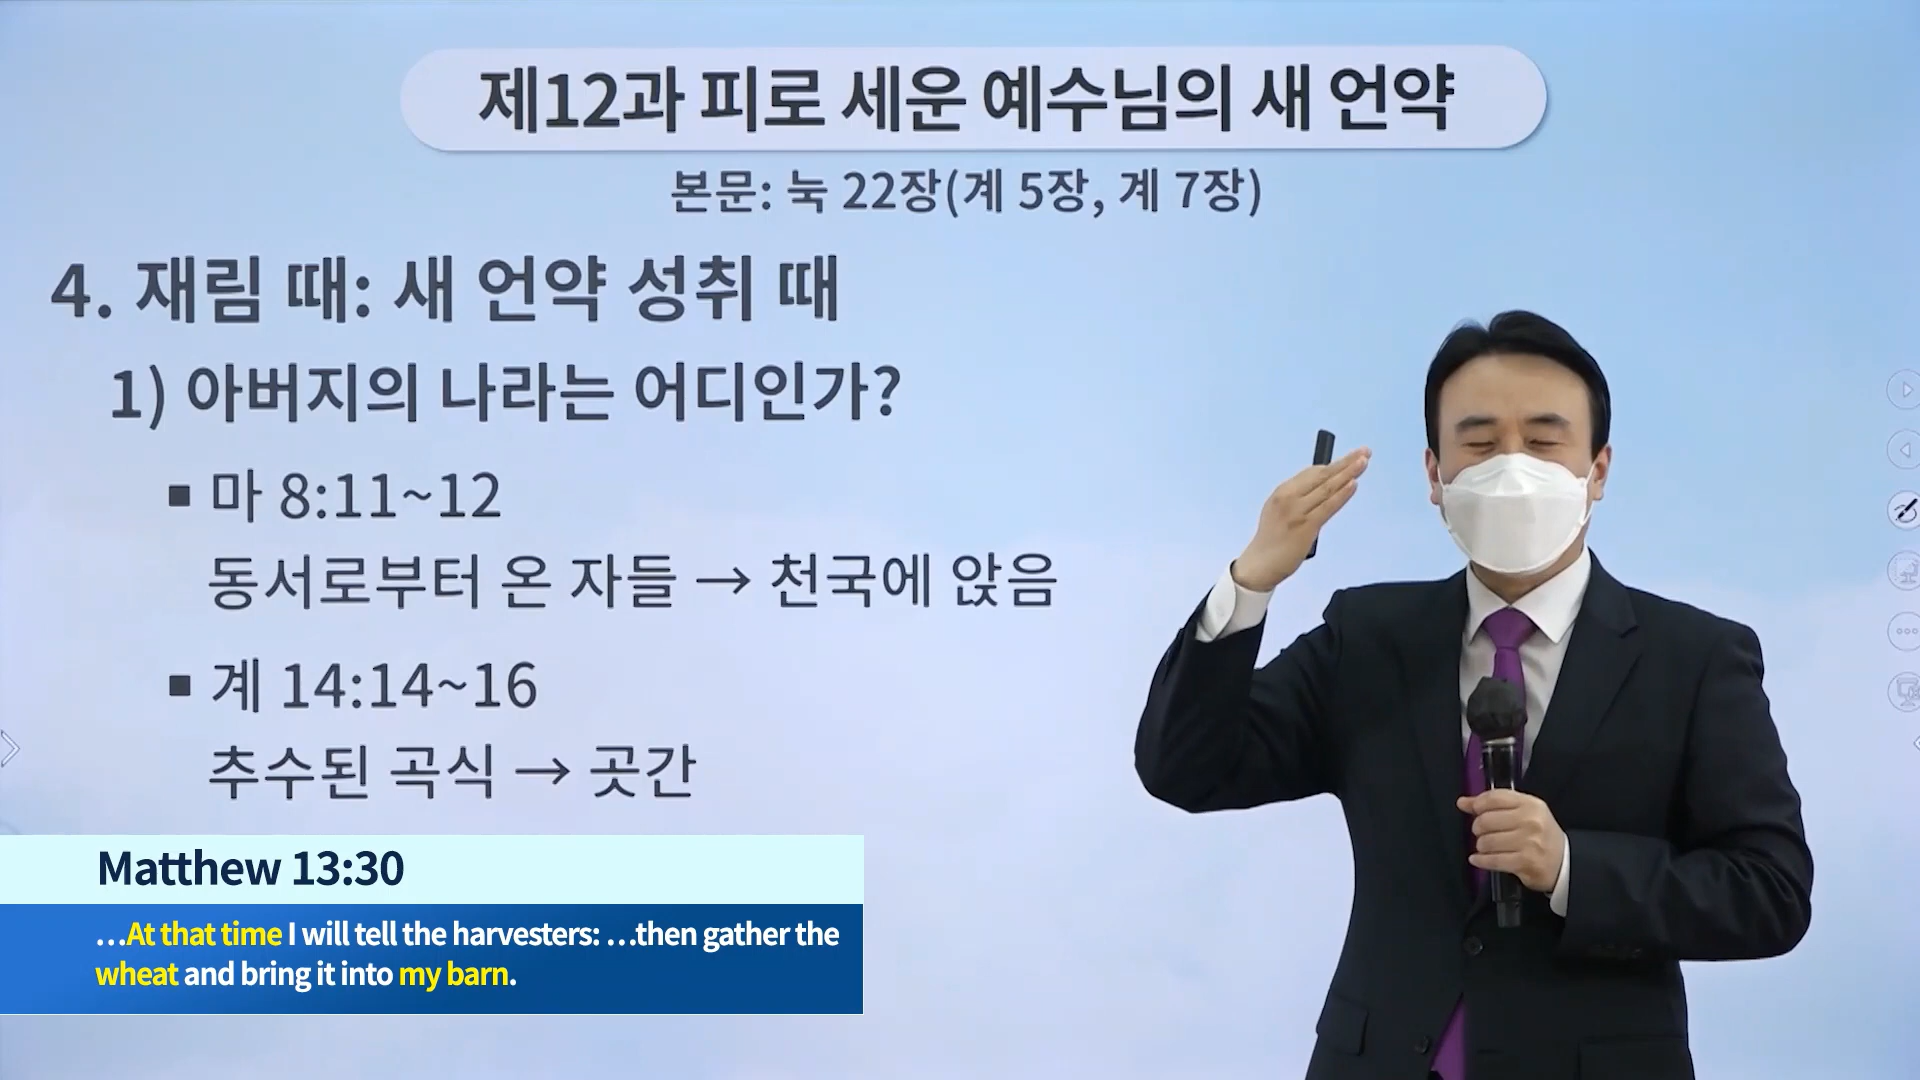 제12과 피로 세운 예수님의 새 언약
본문: 눅 22장(계 5장, 계 7장)
4. 재림 때: 새 언약 성취 때
1) 아버지의 나라는 어디인가?
▪ 마 8:11~12
동서로부터 온 자들 → 천국에 앉음
▪ 계 14:14~16
추수된 곡식 → 곳간
Matthew 13:30
…At that time I will tell the harvesters: …then gather the
wheat and bring it into my barn.